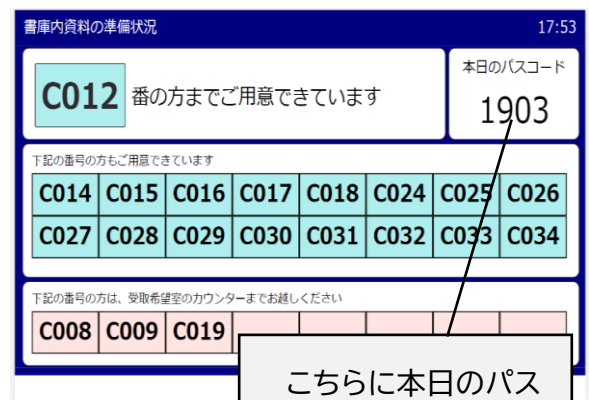 書庫内資料の準備状況 17:53
C012 番の方までご用意できています
本日のパスコード
1903
下記の番号の方もご用意できています
C014 C015 C016 C017 C018 C024 C025 C026
C027 C028 C029 C030 C031 C032 C033 C034
下記の番号の方は、受取希望室のカウンターまでお越しください
C008 C009 C019
こちらに本日のパス